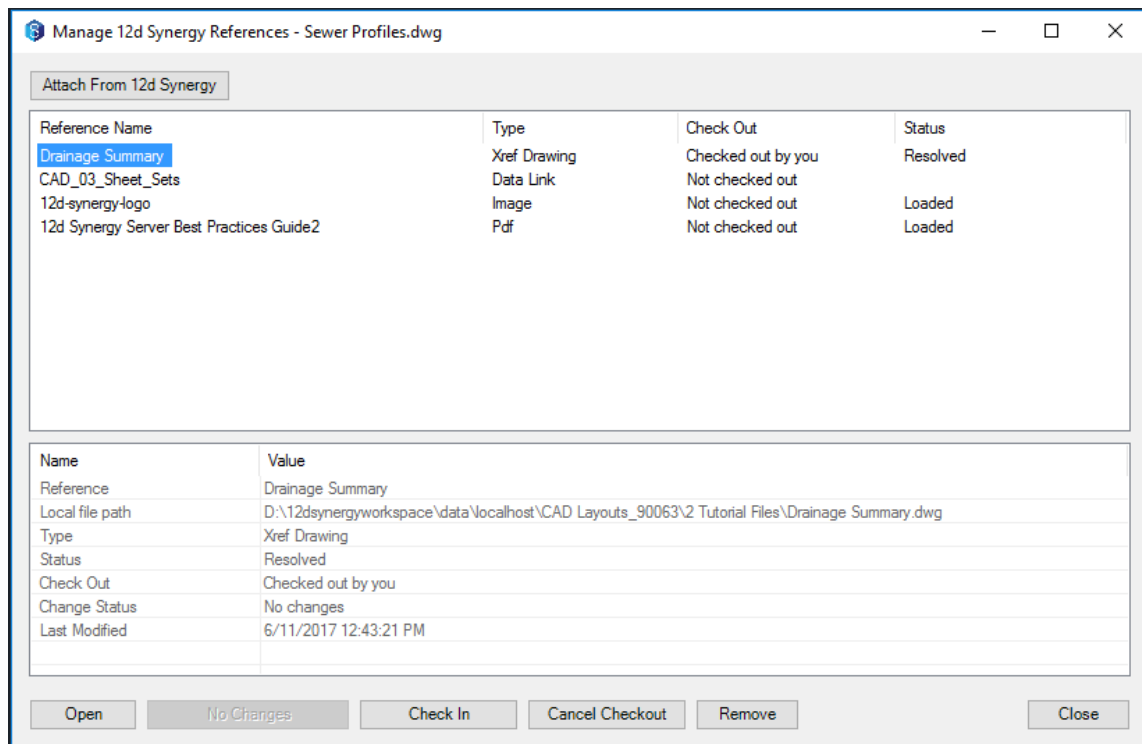 Manage 12d Synergy References - Sewer Profiles.dwg
Attach From 12d Synergy
Reference Name Type Check Out Status
Drainage Summary Xref Drawing Checked out by you Resolved
CAD_03_Sheet_Sets Data Link Not checked out
12d-synergy-logo Image Not checked out Loaded
12d Synergy Server Best Practices Guide2 Pdf Not checked out Loaded
Name Value
Reference Drainage Summary
Local file path D:\12dsynergyworkspace\data\localhost\CAD Layouts_90063\2 Tutorial Files\Drainage Summary.dwg
Type Xref Drawing
Status Resolved
Check Out Checked out by you
Change Status No changes
Last Modified 6/11/2017 12:43:21 PM
Open No Changes Check In Cancel Checkout Remove Close